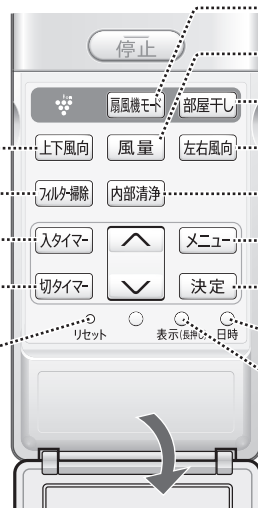 停止
扇風機モード 部屋干し
上下風向 風量 左右風向
フィルター掃除 内部清浄
入タイマー メニュー
切タイマー 決定
リセット 表示(長押し) 日時